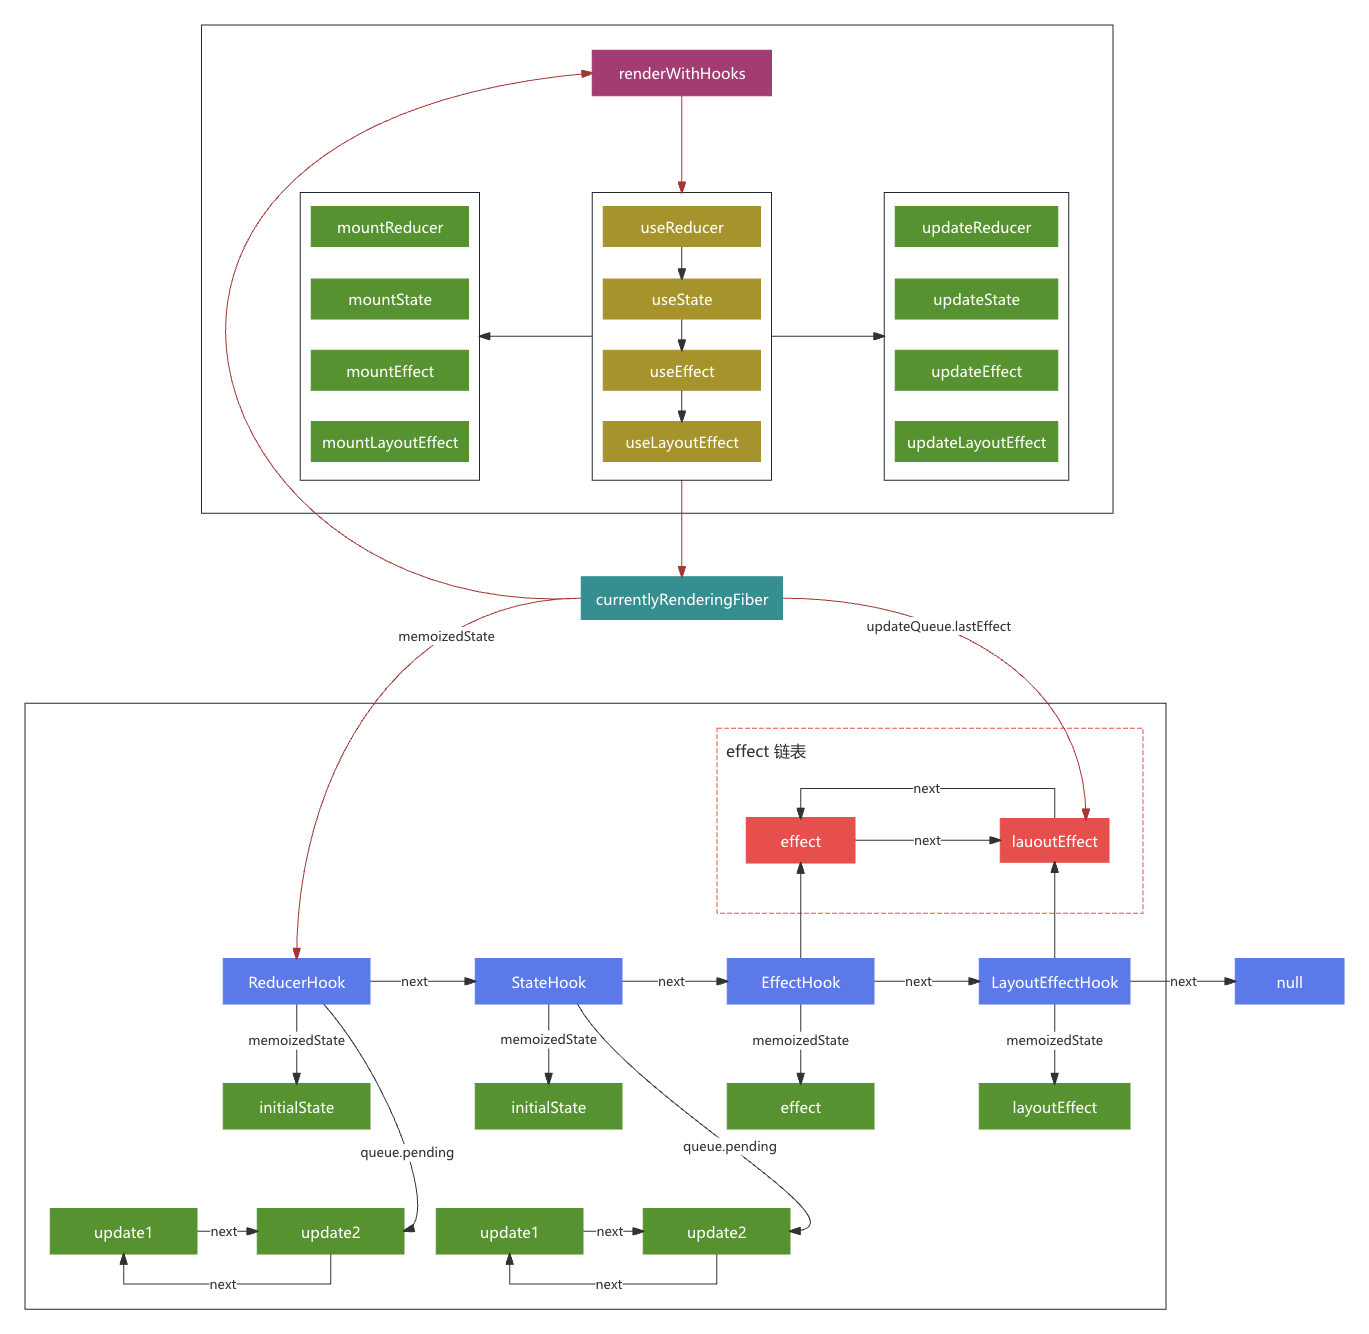 renderWithHooks
mountReducer
useReducer
updateReducer
mountState
useState
updateState
mountEffect
useEffect
updateEffect
mountLayoutEffect
useLayoutEffect
updateLayoutEffect
currentlyRenderingFiber
memoizedState
updateQueue.lastEffect
effect 链表
next
effect
next
lauoutEffect
ReducerHook
next
StateHook
next
EffectHook
next
LayoutEffectHook
next
null
memoizedState
memoizedState
memoizedState
memoizedState
initialState
initialState
effect
layoutEffect
queue.pending
queue.pending
update1
next
update2
update1
next
update2
next
next